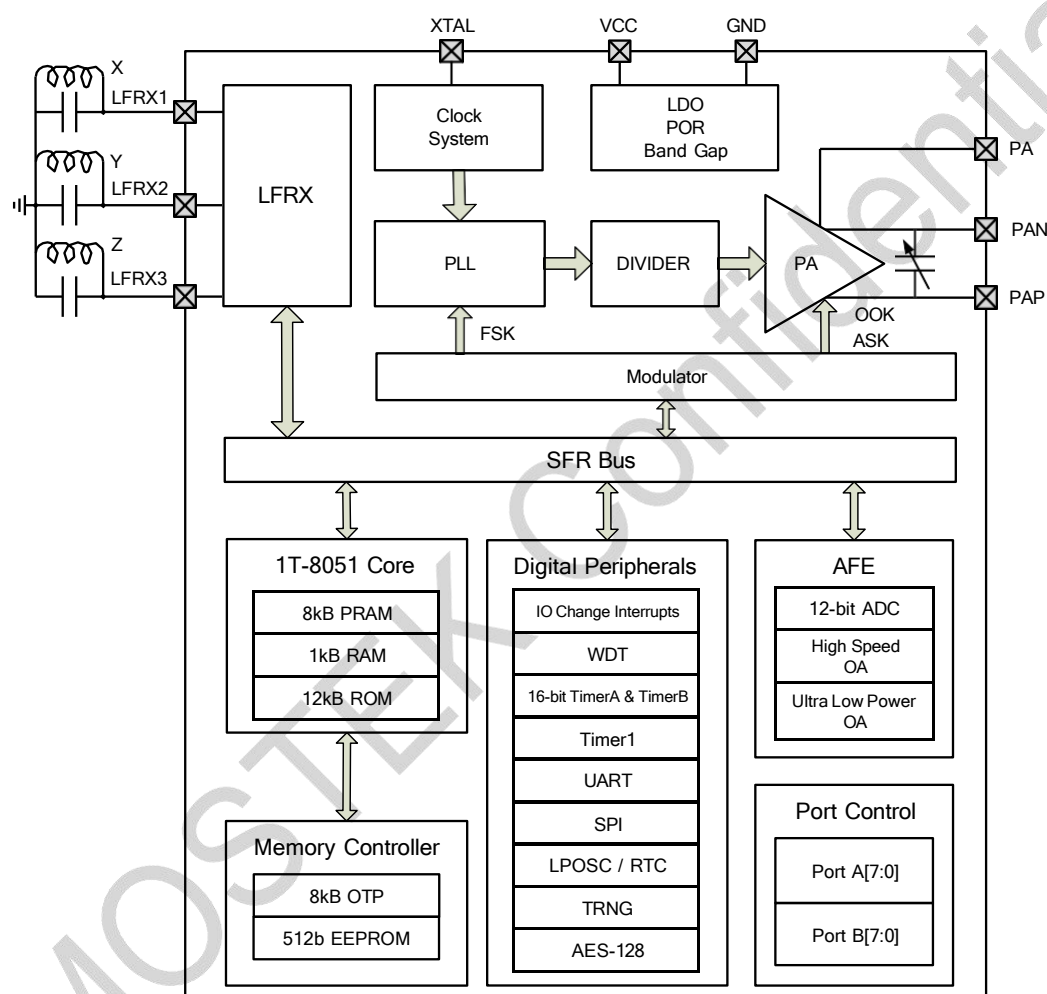 XTAL
VCC
GND
X
LFRX1
Y
LFRX2
Z
LFRX3
LFRX
Clock
System
LDO
POR
Band Gap
PA
PAN
PAP
PLL
DIVIDER
PA
FSK
OOK
ASK
Modulator
SFR Bus
1T-8051 Core
8kB PRAM
1kB RAM
12kB ROM
Memory Controller
8kB OTP
512b EEPROM
Digital Peripherals
IO Change Interrupts
WDT
16-bit TimerA & TimerB
Timer1
UART
SPI
LPOSC / RTC
TRNG
AES-128
AFE
12-bit ADC
High Speed
OA
Ultra Low Power
OA
Port Control
Port A[7:0]
Port B[7:0]
MOSTEK Confidentia